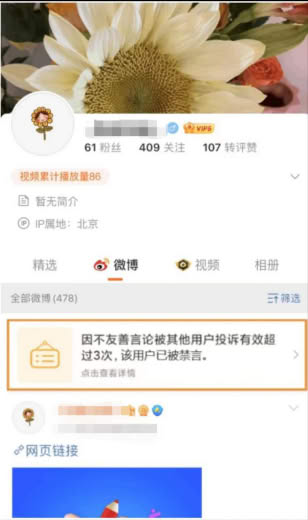 VIP6
61 粉丝 409 关注 107 转评赞
视频累计播放量86
暂无简介
IP属地：北京
精选 微博 视频 相册
全部微博 (478) 筛选
因不友善言论被其他用户投诉有效超
过3次，该用户已被禁言。
点击查看详情
网页链接